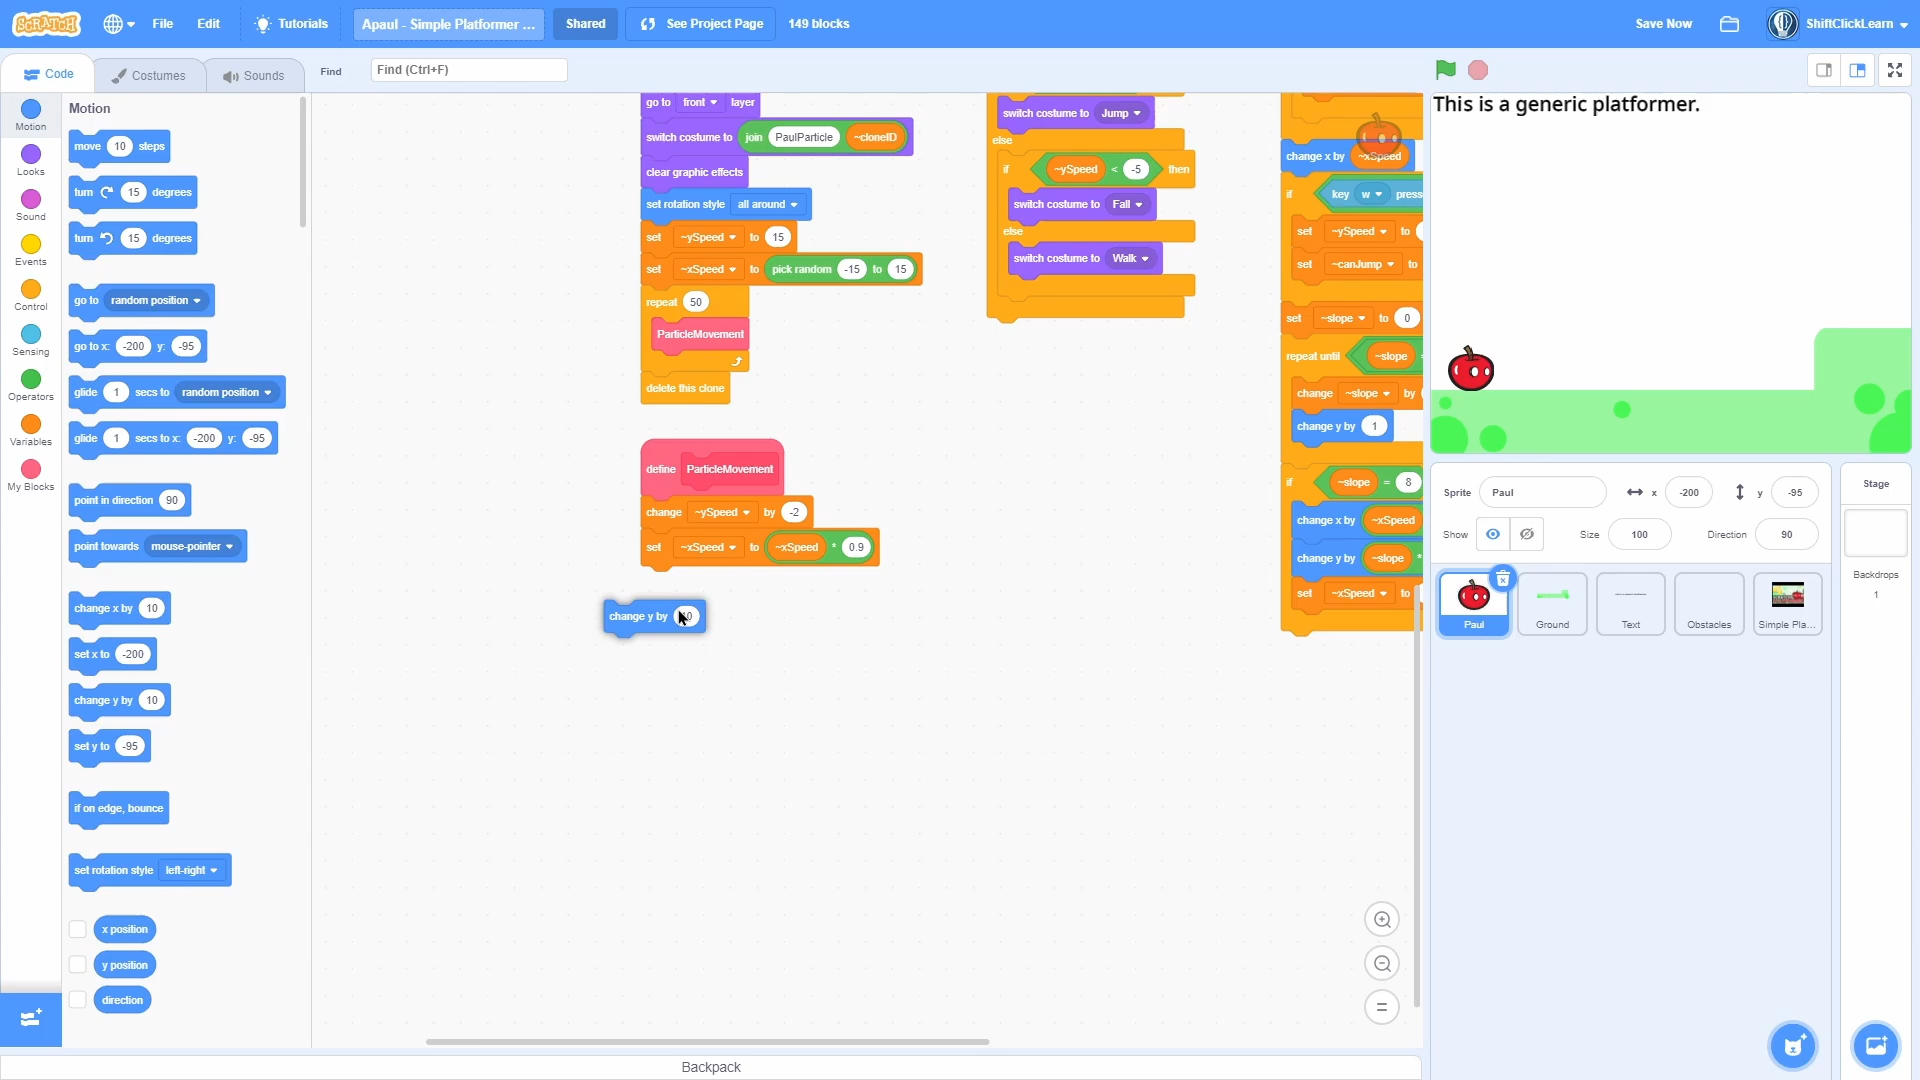 SCRATCH File Edit Tutorials Apaul - Simple Platformer ... Shared See Project Page 149 blocks Save Now ShiftClickLearn
Code Costumes Sounds Find Find (Ctrl+F)
Motion
Looks
Sound
Events
Control
Sensing
Operators
Variables
My Blocks
Motion
move 10 steps
turn 15 degrees
turn 15 degrees
go to random position
go to x: -200 y: -95
glide 1 secs to random position
glide 1 secs to x: -200 y: -95
point in direction 90
point towards mouse-pointer
change x by 10
set x to -200
change y by 10
set y to -95
if on edge, bounce
set rotation style left-right
x position
y position
direction
go to front layer
switch costume to join PaulParticle ~cloneID
clear graphic effects
set rotation style all around
set ~ySpeed to 15
set ~xSpeed to pick random -15 to 15
repeat 50
ParticleMovement
delete this clone
define ParticleMovement
change ~ySpeed by -2
set ~xSpeed to ~xSpeed * 0.9
change y by
switch costume to Jump
else
if ~ySpeed < -5 then
switch costume to Fall
else
switch costume to Walk
change x by ~xSpeed
if key w press
set ~ySpeed to
set ~canJump to
set ~slope to 0
repeat until ~slope =
change ~slope by
change y by 1
if ~slope = 8
change x by ~xSpeed
change y by ~slope *
set ~xSpeed to
This is a generic platformer.
Sprite Paul x -200 y -95
Show Size 100 Direction 90
Paul Ground Text Obstacles Simple Pla...
Stage
Backdrops
1
Backpack